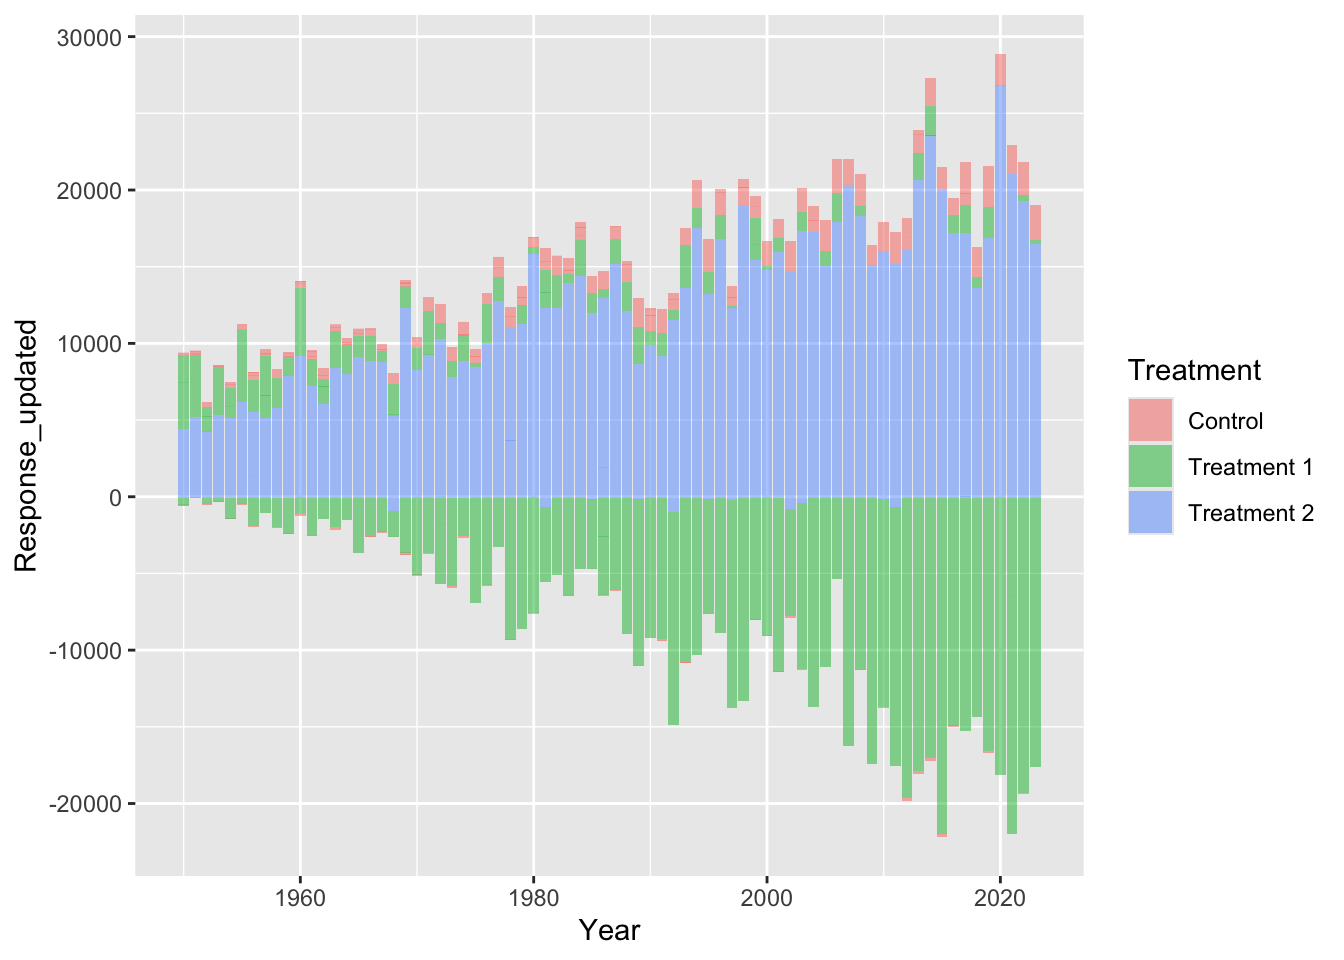 30000
20000
10000
0
-10000
-20000
Response_updated
1960
1980
2000
2020
Year
Treatment
Control
Treatment 1
Treatment 2